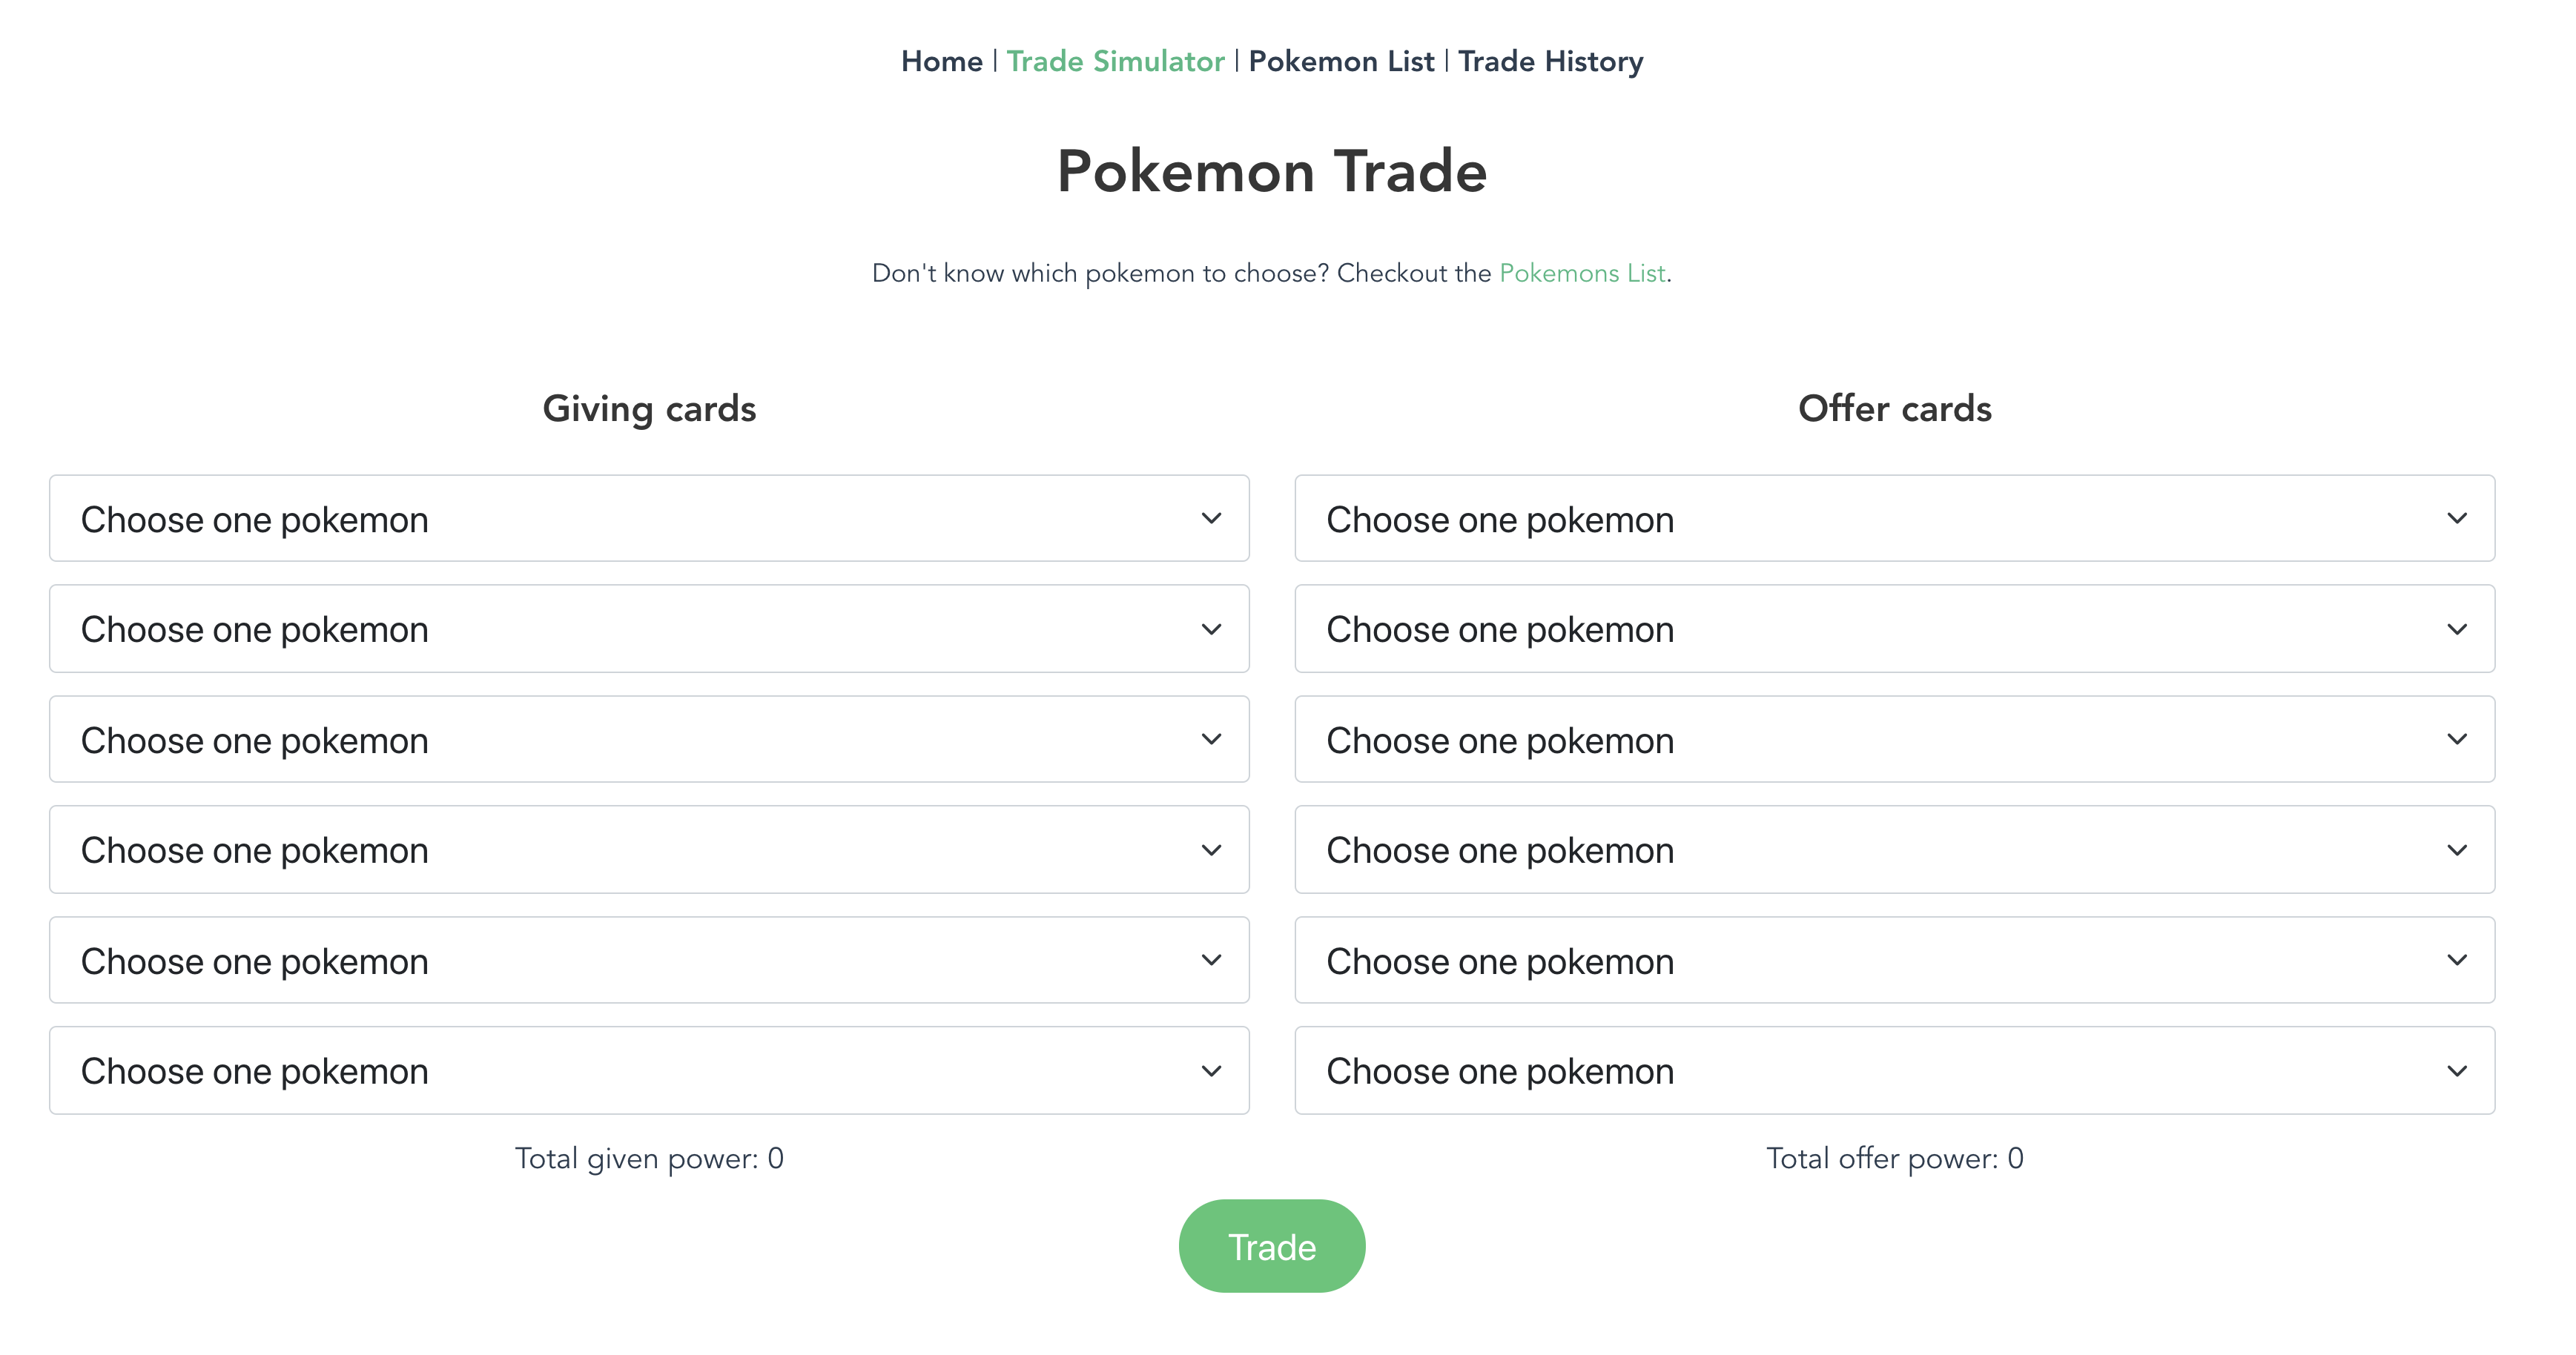 Home | Trade Simulator | Pokemon List | Trade History
Pokemon Trade
Don't know which pokemon to choose? Checkout the Pokemons List.
Giving cards
Choose one pokemon
Choose one pokemon
Choose one pokemon
Choose one pokemon
Choose one pokemon
Choose one pokemon
Total given power: 0
Offer cards
Choose one pokemon
Choose one pokemon
Choose one pokemon
Choose one pokemon
Choose one pokemon
Choose one pokemon
Total offer power: 0
Trade